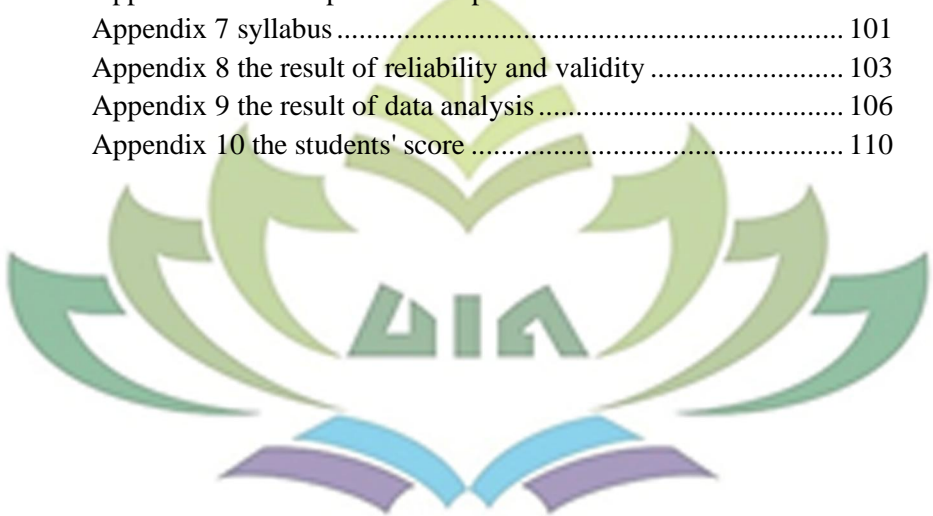 Appendix 7 syllabus ..................................................................... 101
Appendix 8 the result of reliability and validity .......................... 103
Appendix 9 the result of data analysis ......................................... 106
Appendix 10 the students' score .................................................. 110
UIN